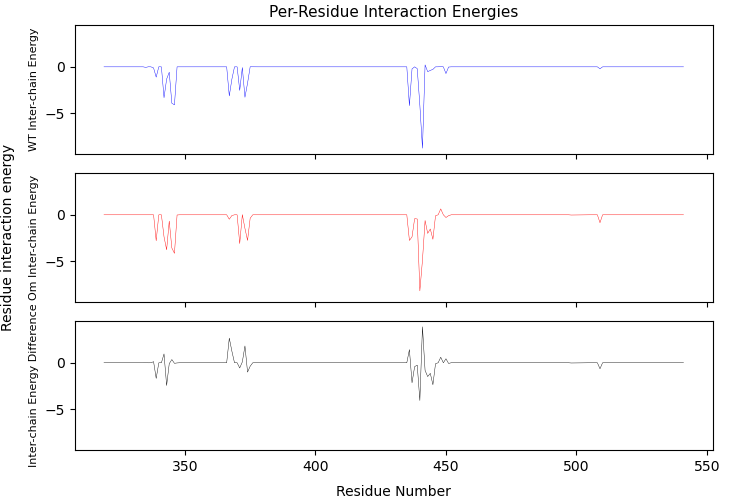 Per-Residue Interaction Energies
Residue interaction energy
WT Inter-chain Energy
0
−5
Om Inter-chain Energy
0
−5
Inter-chain Energy Difference
0
−5
350
400
450
500
550
Residue Number